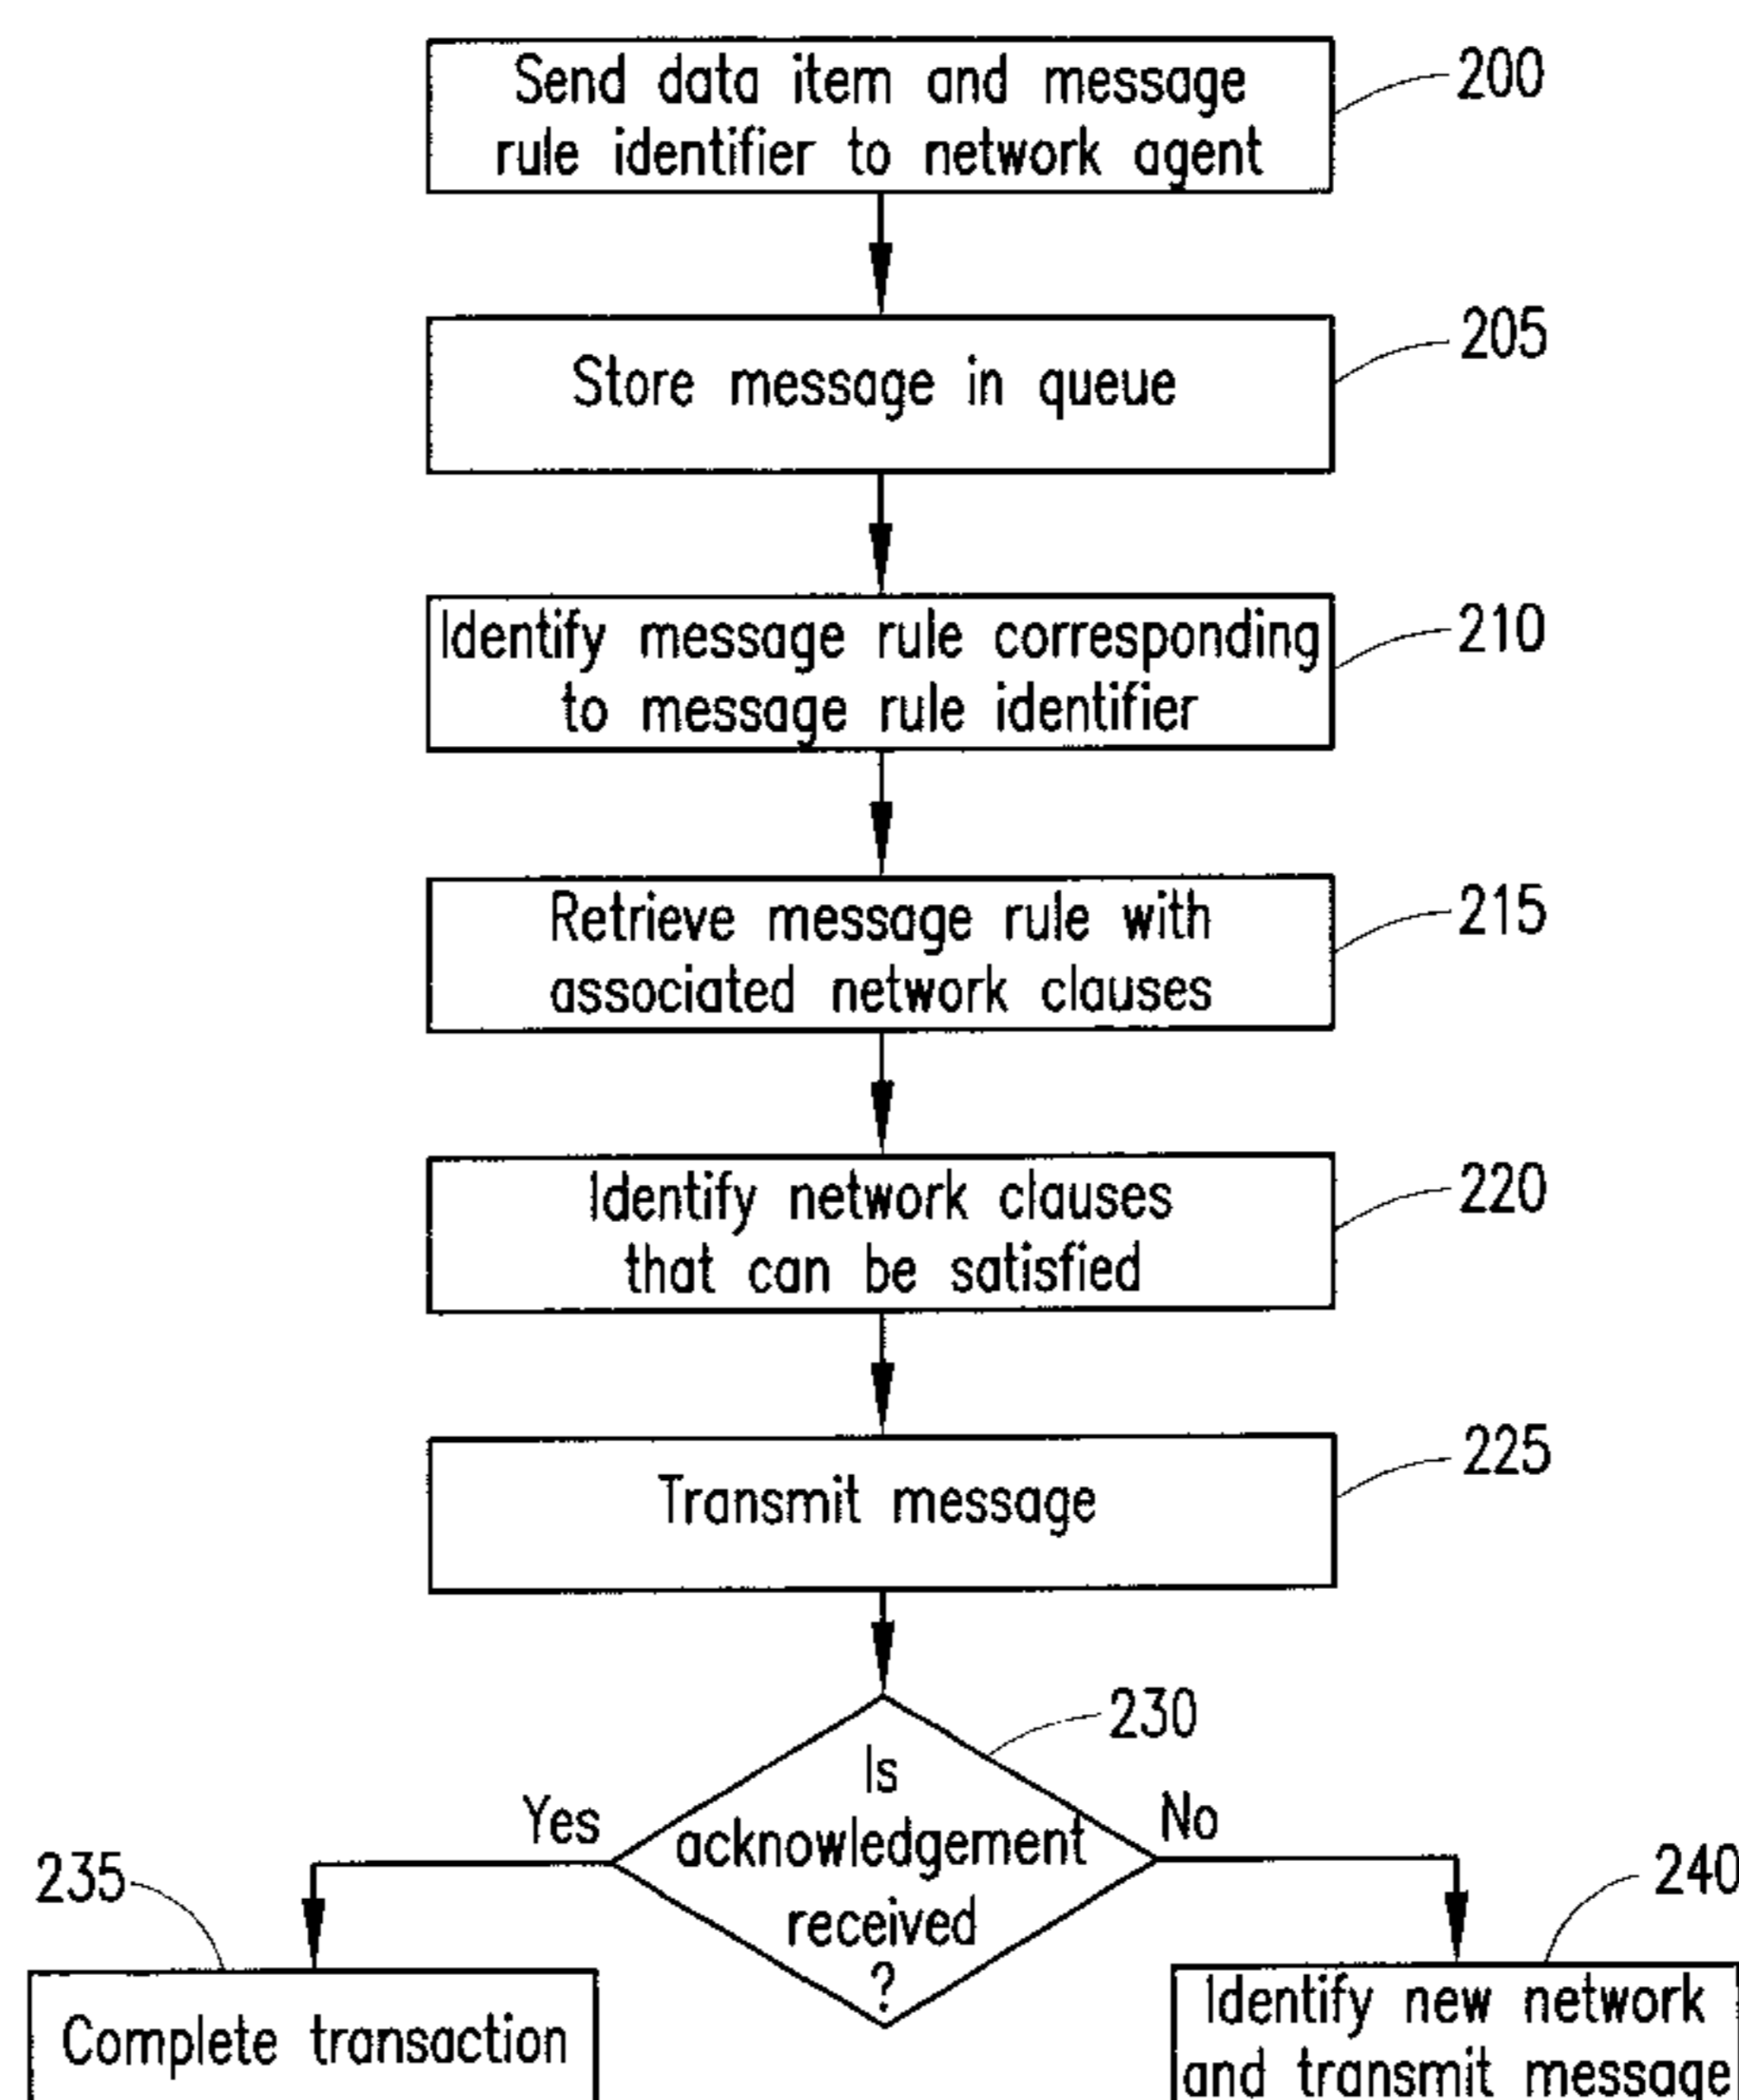 Send data item and message
rule identifier to network agent
200
Store message in queue
205
Identify message rule corresponding
to message rule identifier
210
Retrieve message rule with
associated network clauses
215
Identify network clauses
that can be satisfied
220
Transmit message
225
230
Is
acknowledgement
received
?
Yes
No
235
Complete transaction
240
Identify new network
and transmit message